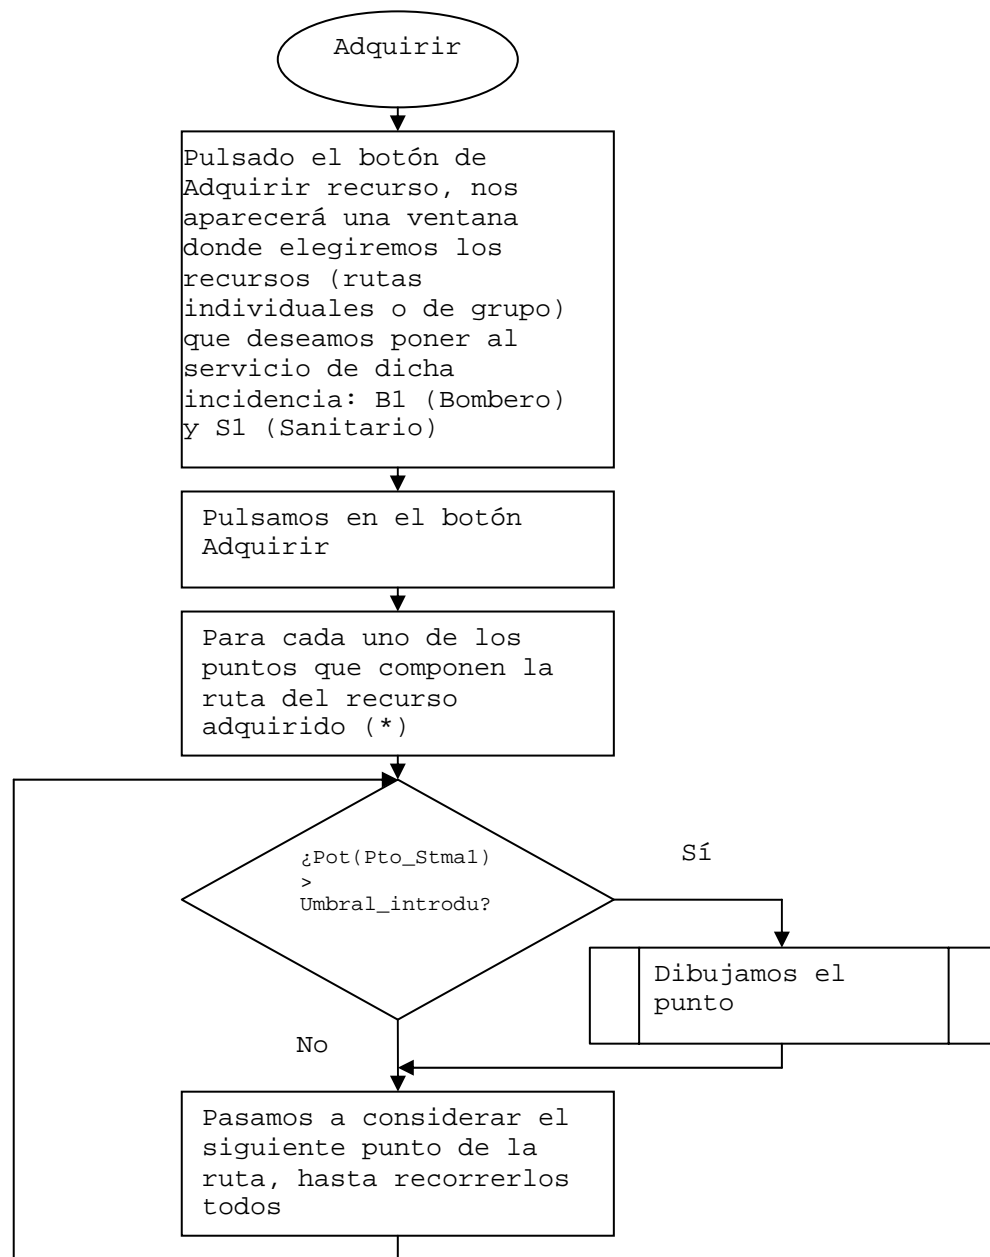 Adquirir
Pulsado el botón de
Adquirir recurso, nos
aparecerá una ventana
donde elegiremos los
recursos (rutas
individuales o de grupo)
que deseamos poner al
servicio de dicha
incidencia: B1 (Bombero)
y S1 (Sanitario)
Pulsamos en el botón
Adquirir
Para cada uno de los
puntos que componen la
ruta del recurso
adquirido (*)
¿Pot(Pto_Stma1)
>
Umbral_introdu?
Sí
Dibujamos el
punto
No
Pasamos a considerar el
siguiente punto de la
ruta, hasta recorrerlos
todos